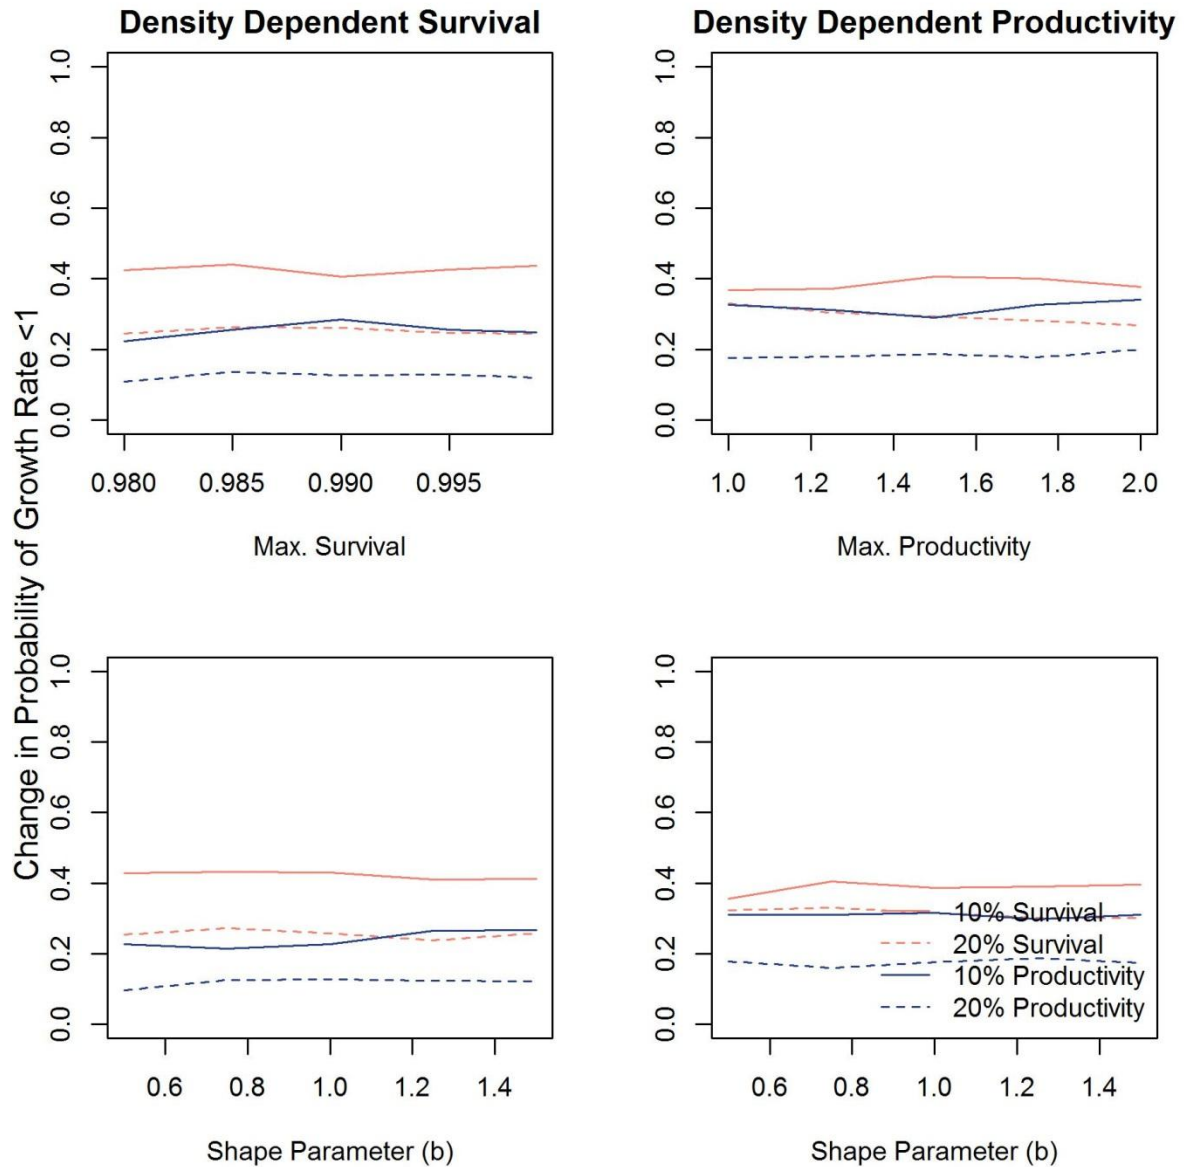 Density Dependent Survival
Density Dependent Productivity
Change in Probability of Growth Rate <1
1.0
0.8
0.6
0.4
0.2
0.0
0.980 0.985 0.990 0.995
Max. Survival
1.0
0.8
0.6
0.4
0.2
0.0
1.0 1.2 1.4 1.6 1.8 2.0
Max. Productivity
1.0
0.8
0.6
0.4
0.2
0.0
0.6 0.8 1.0 1.2 1.4
Shape Parameter (b)
1.0
0.8
0.6
0.4
0.2
0.0
10% Survival
20% Survival
10% Productivity
20% Productivity
0.6 0.8 1.0 1.2 1.4
Shape Parameter (b)